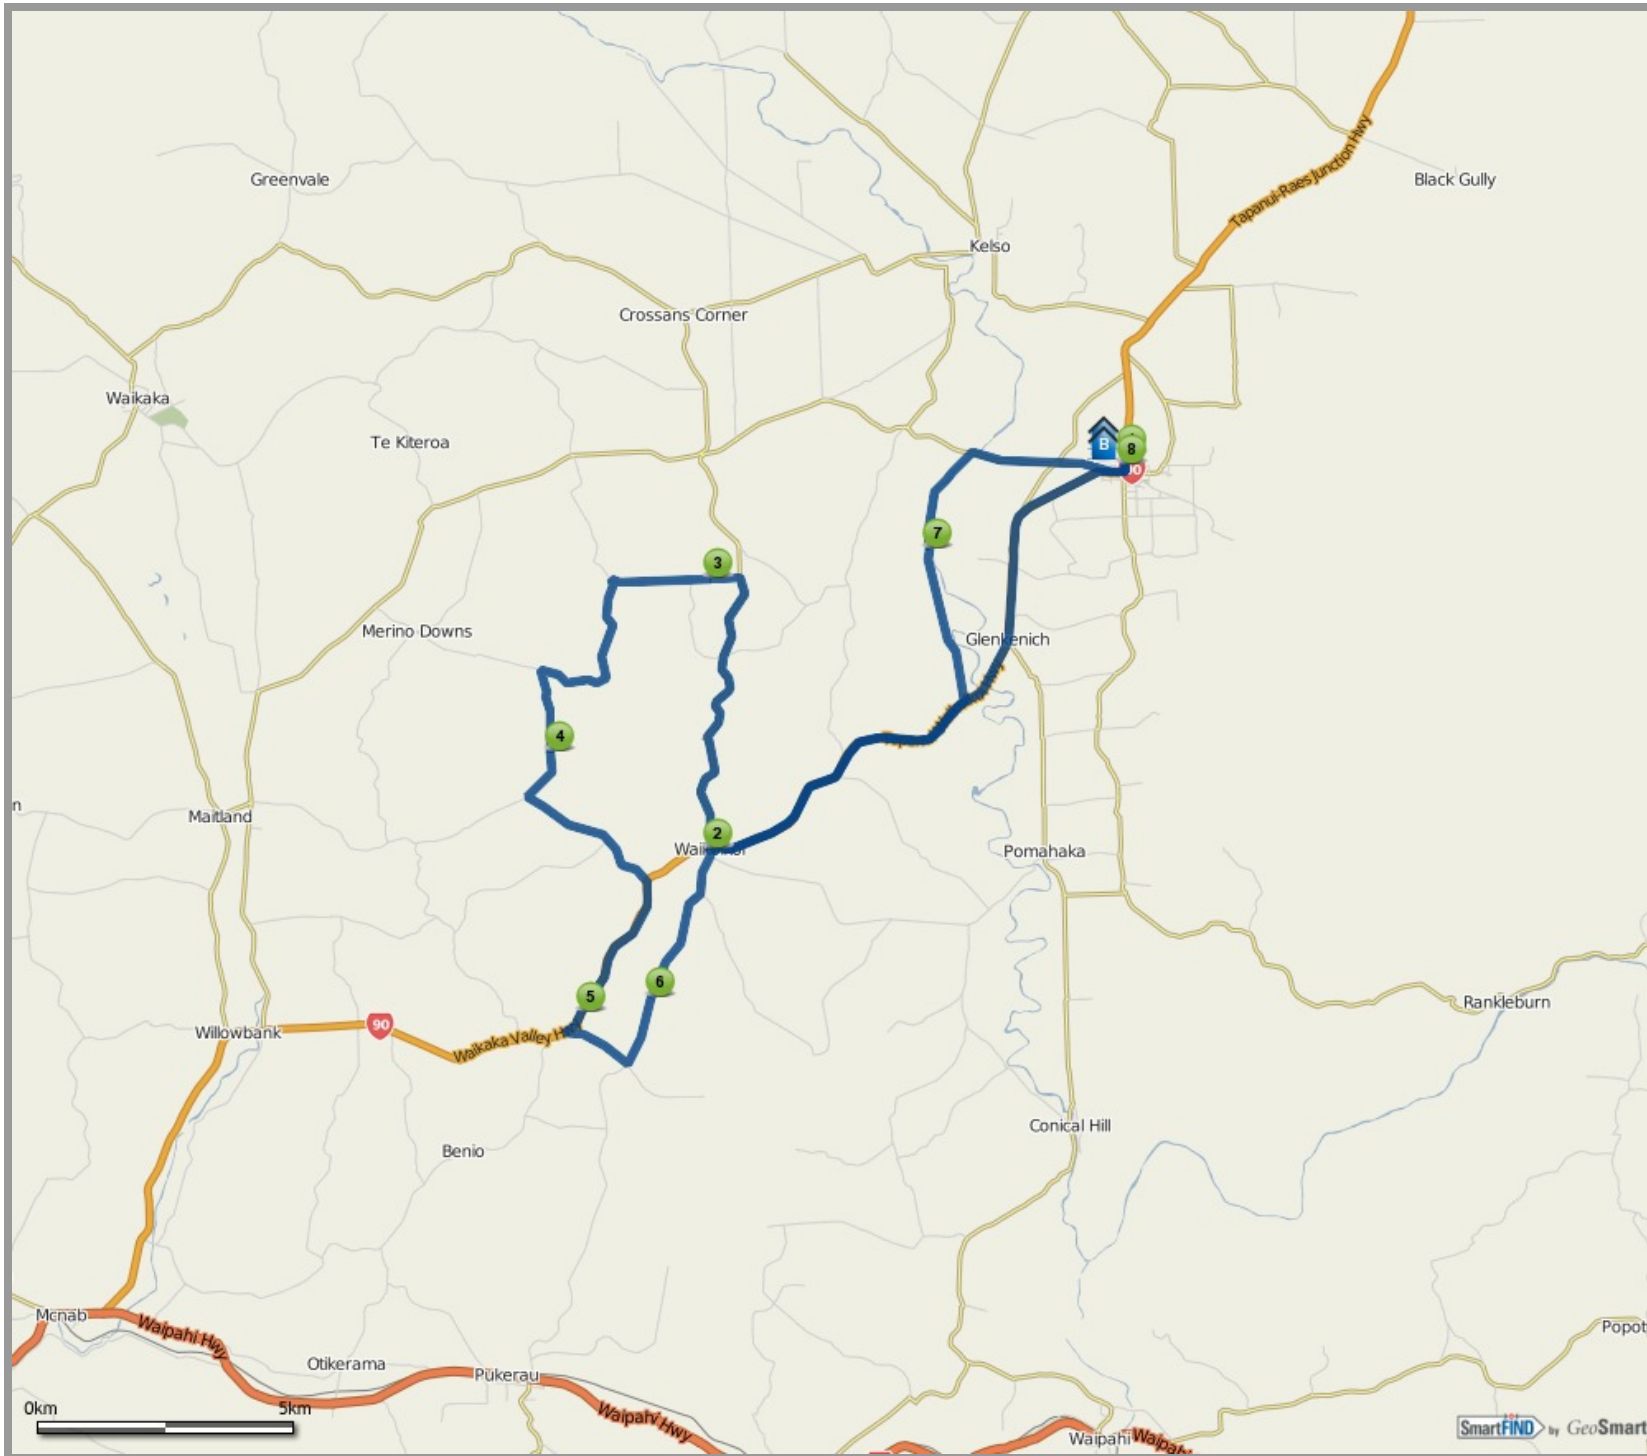 Greenvale
Black Gully
Tapanui-Raes Junction Hwy
Kelso
Crossans Corner
Waikaka
Te Kiteroa
B
8
90
7
3
Merino Downs
Glenkenich
4
n
Maitland
2
Pomahaka
6
5
Rankleburn
90
Willowbank
Waikaka Valley H
Conical Hill
Benio
Mcnab
Waipahi Hwy
Popot
Otikerama
Pukerau
0km
5km
Waipahi Hwy
Waipahi
Waipahi
SmartFIND by GeoSmart